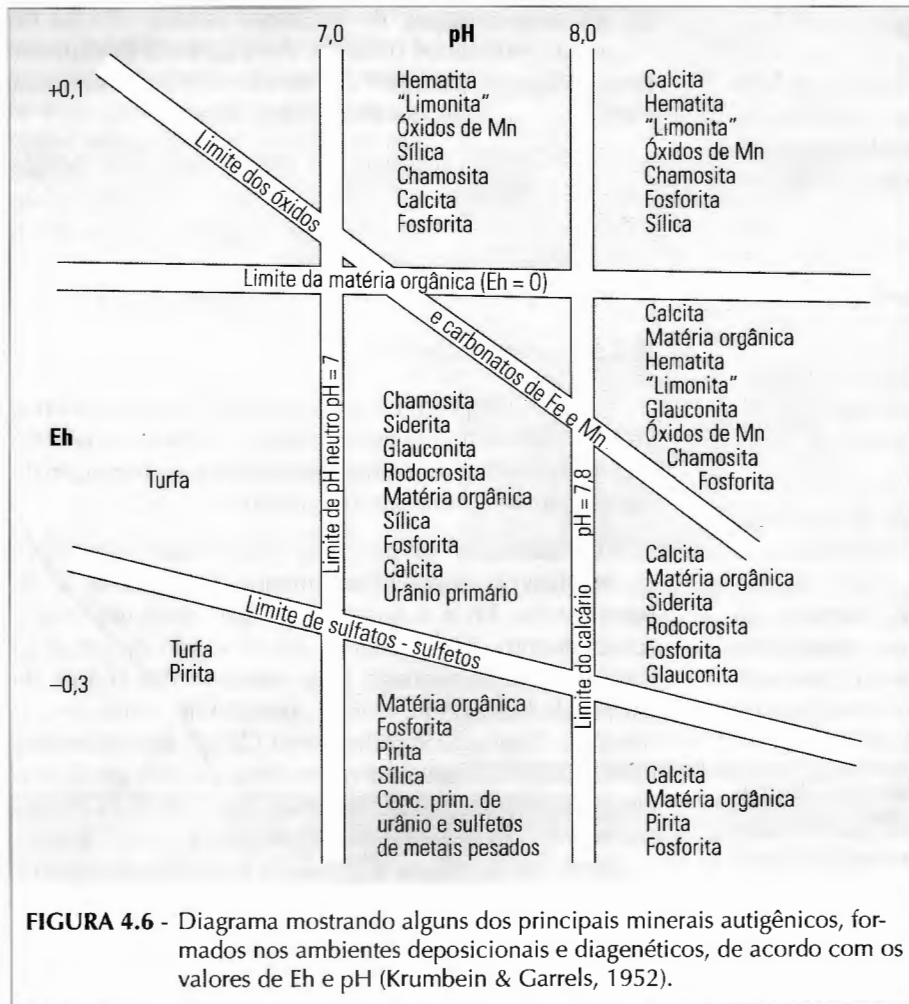 7,0 pH 8,0
+0,1
Hematita
"Limonita"
Óxidos de Mn
Sílica
Chamosita
Calcita
Fosforita
Calcita
Hematita
"Limonita"
Óxidos de Mn
Chamosita
Fosforita
Sílica
Limite dos óxidos
e carbonatos de Fe e Mn.
Limite da matéria orgânica (Eh = 0)
Limite de pH neutro pH = 7
Eh
Turfa
Chamosita
Siderita
Glauconita
Rodocrosita
Matéria orgânica
Sílica
Fosforita
Calcita
Urânio primário
Calcita
Matéria orgânica
Hematita
"Limonita"
Glauconita
Óxidos de Mn
Chamosita
Fosforita
Limite do calcário pH = 7,8
Calcita
Matéria orgânica
Siderita
Rodocrosita
Fosforita
Glauconita
Limite de sulfatos - sulfetos
Turfa
Pirita
–0,3
Matéria orgânica
Fosforita
Pirita
Sílica
Conc. prim. de
urânio e sulfetos
de metais pesados
Calcita
Matéria orgânica
Pirita
Fosforita
FIGURA 4.6 - Diagrama mostrando alguns dos principais minerais autigênicos, for-
mados nos ambientes deposicionais e diagenéticos, de acordo com os
valores de Eh e pH (Krumbein & Garrels, 1952).